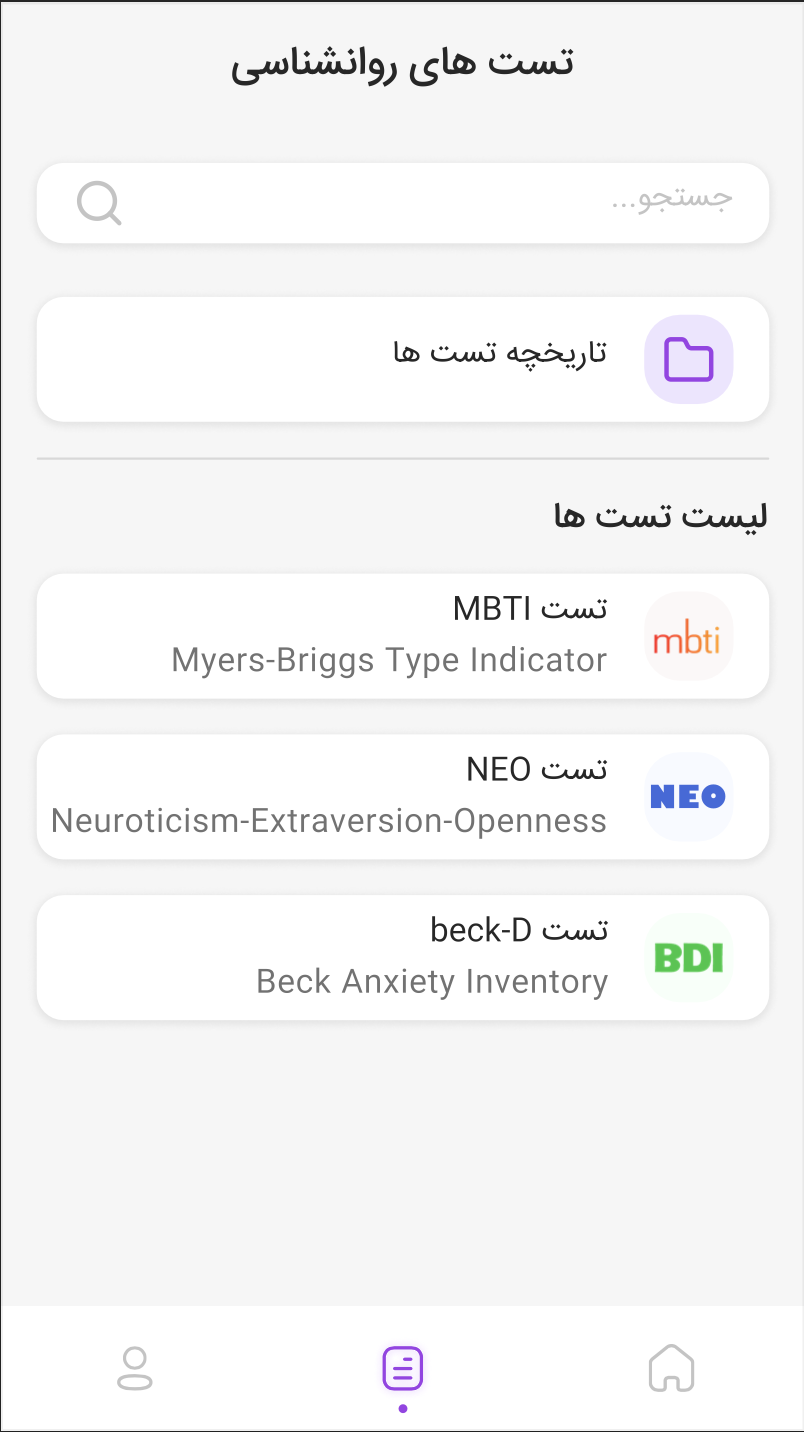 تست های روانشناسی
جستجو...
تاریخچه تست ها
لیست تست ها
mbti
تست MBTI
Myers-Briggs Type Indicator
NEO
تست NEO
Neuroticism-Extraversion-Openness
BDI
تست beck-D
Beck Anxiety Inventory